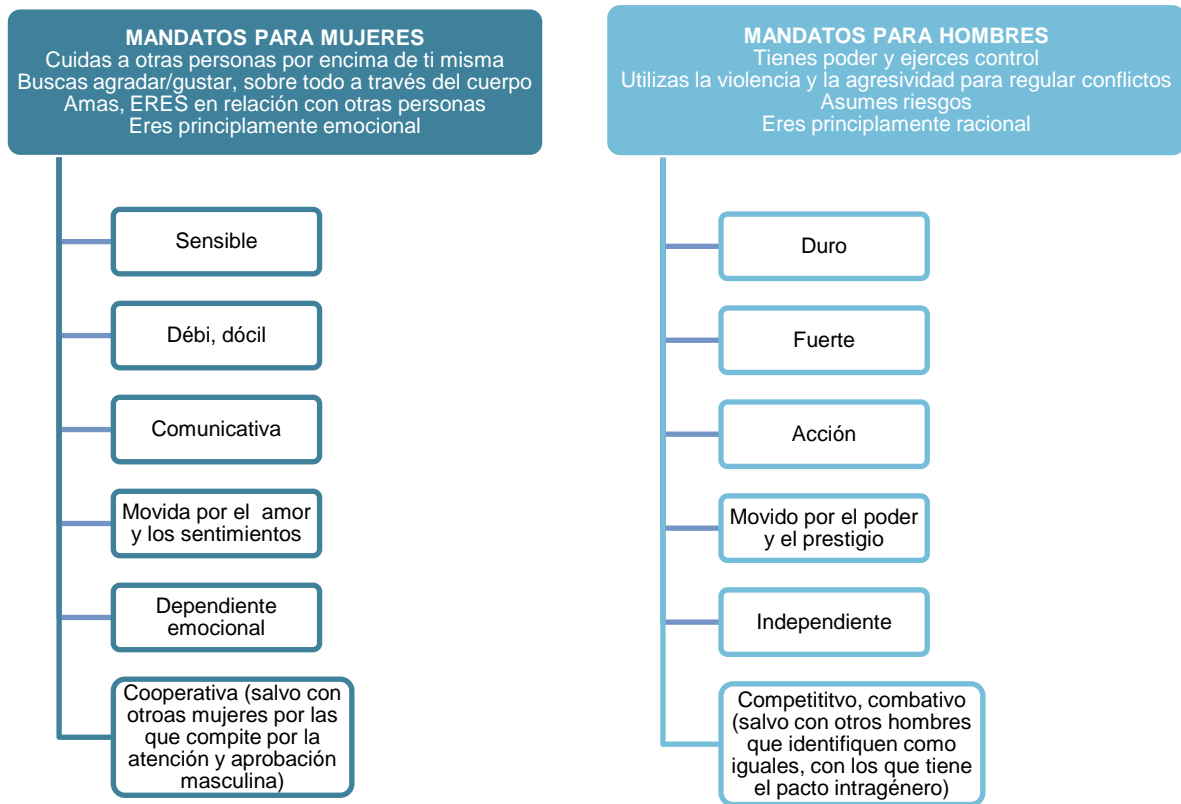 MANDATOS PARA MUJERES
Cuidas a otras personas por encima de ti misma
Buscas agradar/gustar, sobre todo a través del cuerpo
Amas, ERES en relación con otras personas
Eres principlamente emocional
Sensible
Débi, dócil
Comunicativa
Movida por el  amor
y los sentimientos
Dependiente
emocional
Cooperativa (salvo con
otroas mujeres por las
que compite por la
atención y aprobación
masculina)
MANDATOS PARA HOMBRES
Tienes poder y ejerces control
Utilizas la violencia y la agresividad para regular conflictos
Asumes riesgos
Eres principlamente racional
Duro
Fuerte
Acción
Movido por el poder
y el prestigio
Independiente
Competititvo, combativo
(salvo con otros hombres
que identifiquen como
iguales, con los que tiene
el pacto intragénero)